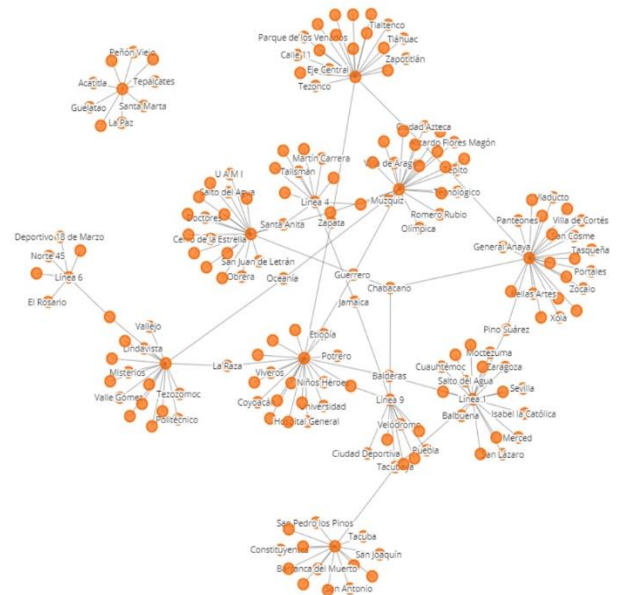 Tlaltenco
Parque de los Venados
Tláhuac
Peñón Viejo
Calle 11
Zapotitlán
Eje Central
Acatitla
Tepalcates
Tezonco
Guelatao
Santa Marta
La Paz
Ciudad Azteca
Ricardo Flores Magón
Martín Carrera
Villa de Aragón
Tepito
U A M I
Talismán
Salto del Agua
Tecnológico
Muzquiz
Línea 4
Viaducto
Doctores
Romero Rubio
Panteones
Villa de Cortés
Santa Anita
Zapata
Olímpica
San Cosme
Deportivo 18 de Marzo
Cerro de la Estrella
General Anaya
Tasqueña
Norte 45
San Juan de Letrán
Portales
Línea 6
Obrera
Oceanía
Guerrero
Chabacano
Zócalo
Bellas Artes
El Rosario
Jamaica
Xola
Vallejo
Pino Suárez
Etiopía
Lindavista
Potrero
Moctezuma
La Raza
Cuauhtémoc
Zaragoza
Misterios
Viveros
Balderas
Niños Héroes
Salto del Agua
Sevilla
Valle Gómez
Tezozomoc
Coyoacán
Universidad
Línea 9
Línea 1
Isabel la Católica
Politécnico
Hospital General
Velódromo
Balbuena
Merced
Ciudad Deportiva
Puebla
San Lázaro
Tacubaya
San Pedro los Pinos
Tacuba
Constituyentes
San Joaquín
Barranca del Muerto
San Antonio